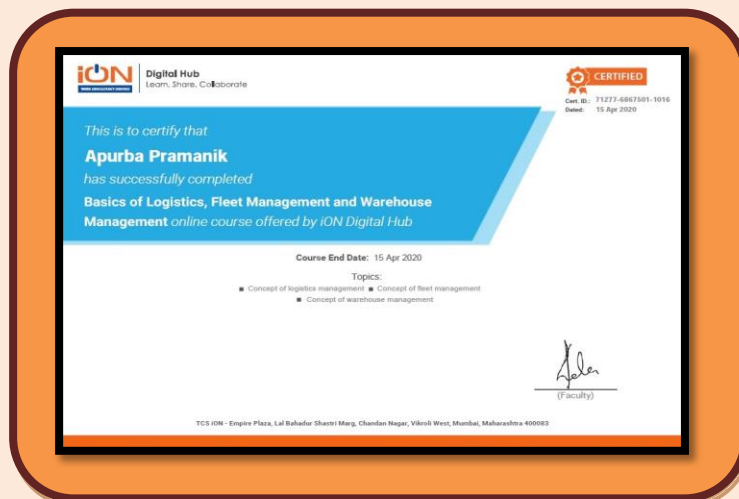 iON
TATA CONSULTANCY SERVICES
Digital Hub
Learn. Share. Collaborate
CERTIFIED
Cert. ID.: 71277-6867501-1016
Dated: 15 Apr 2020
This is to certify that
Apurba Pramanik
has successfully completed
Basics of Logistics, Fleet Management and Warehouse
Management online course offered by iON Digital Hub
Course End Date: 15 Apr 2020
Topics:
■ Concept of logistics management ■ Concept of fleet management
■ Concept of warehouse management
(Faculty)
TCS iON - Empire Plaza, Lal Bahadur Shastri Marg, Chandan Nagar, Vikroli West, Mumbai, Maharashtra 400083